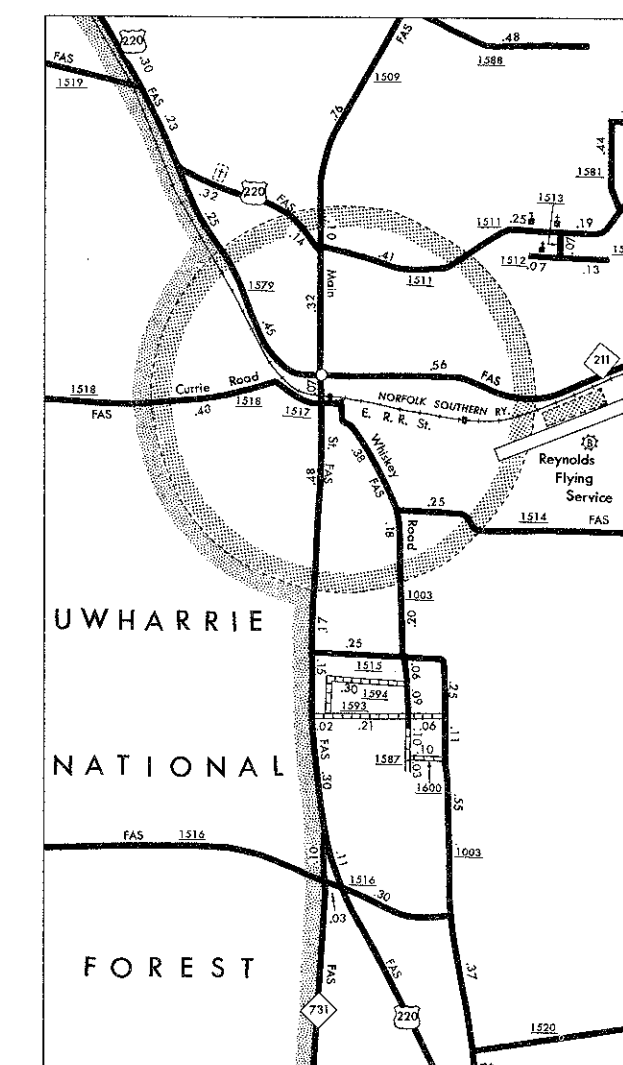 220
FAS
.48
FAS
.30
1588
1509
1519
FAS
.76
.23
.44
1581
.32
220
FAS
1513
.25
.14
.10
1511
.25
.19
.07
1512
.07
.13
.41
1511
Main
1579
.32
.45
.56
FAS
211
1518
Currie Road
.07
NORFOLK SOUTHERN RY.
FAS
.40
1518
1517
E. R. R. St.
St.
Whiskey
FAS
.48
.38
FAS
B
Reynolds
Flying
Service
.25
.18
Road
1514
FAS
1003
UWHARRIE
.20
.17
.25
.15
1515
.06
.25
.30
1594
.09
1593
.02
.21
.06
.11
FAS
.10
NATIONAL
.30
1587
.10
.03
1600
.55
FAS
1516
.10
.11
1003
1516
.30
.03
FOREST
FAS
FAS
.37
731
220
1520